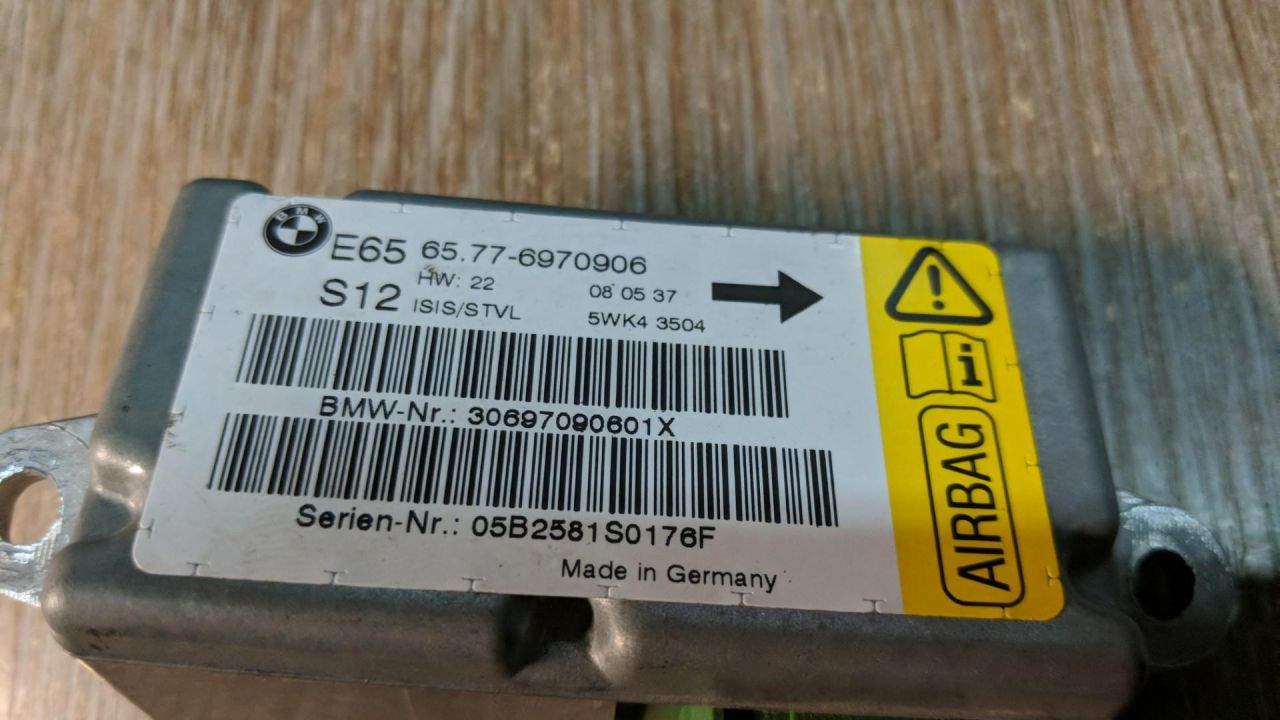 BMW
E65 65.77-6970906
HW: 22 08 05 37
S12 ISIS/STVL 5WK4 3504
BMW-Nr.: 30697090601X
Serien-Nr.: 05B2581S0176F
Made in Germany
!
i
AIRBAG